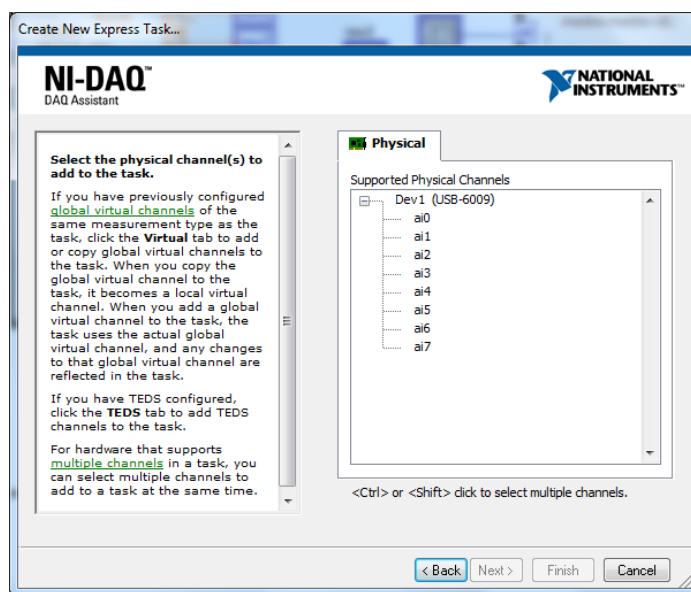 Create New Express Task...
NI-DAQ™
DAQ Assistant
NATIONAL
INSTRUMENTS™
Select the physical channel(s) to
add to the task.
If you have previously configured
global virtual channels of the
same measurement type as the
task, click the Virtual tab to add
or copy global virtual channels to
the task. When you copy the
global virtual channel to the
task, it becomes a local virtual
channel. When you add a global
virtual channel to the task, the
task uses the actual global
virtual channel, and any changes
to that global virtual channel are
reflected in the task.
If you have TEDS configured,
click the TEDS tab to add TEDS
channels to the task.
For hardware that supports
multiple channels in a task, you
can select multiple channels to
add to a task at the same time.
Physical
Supported Physical Channels
Dev1 (USB-6009)
ai0
ai1
ai2
ai3
ai4
ai5
ai6
ai7
<Ctrl> or <Shift> click to select multiple channels.
< Back
Next >
Finish
Cancel